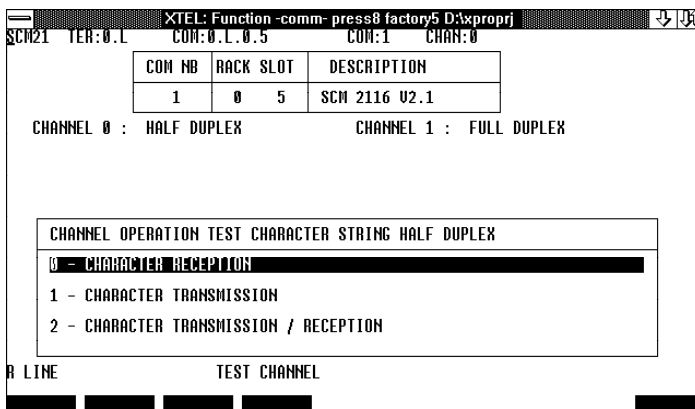 XTEL: Function -comm- press8 factory5 D:\xproprj
SCM21 TER:0.L COM:0.L.0.5 COM:1 CHAN:0
COM NB RACK SLOT DESCRIPTION
1 0 5 SCM 2116 V2.1
CHANNEL 0 : HALF DUPLEX CHANNEL 1 : FULL DUPLEX
CHANNEL OPERATION TEST CHARACTER STRING HALF DUPLEX
0 - CHARACTER RECEPTION
1 - CHARACTER TRANSMISSION
2 - CHARACTER TRANSMISSION / RECEPTION
R LINE TEST CHANNEL